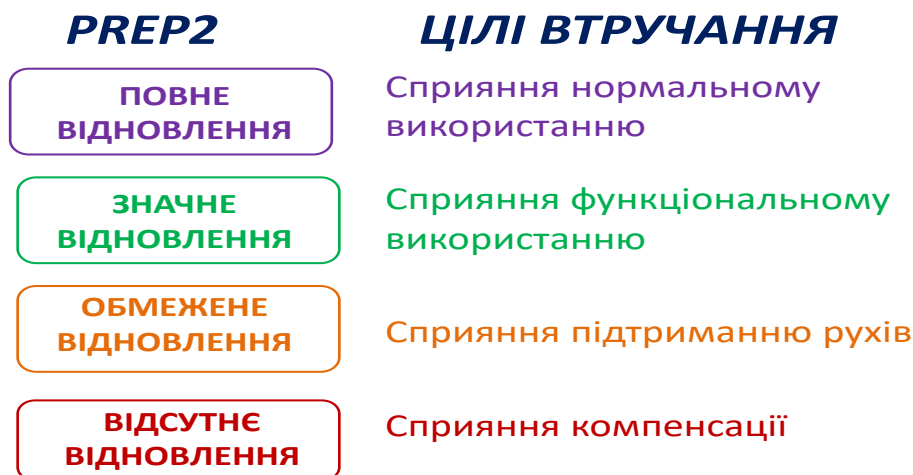 PREP2
ЦІЛІ ВТРУЧАННЯ
ПОВНЕ
ВІДНОВЛЕННЯ
Сприяння нормальному
використанню
ЗНАЧНЕ
ВІДНОВЛЕННЯ
Сприяння функціональному
використанню
ОБМЕЖЕНЕ
ВІДНОВЛЕННЯ
Сприяння підтриманню рухів
ВІДСУТНЄ
ВІДНОВЛЕННЯ
Сприяння компенсації